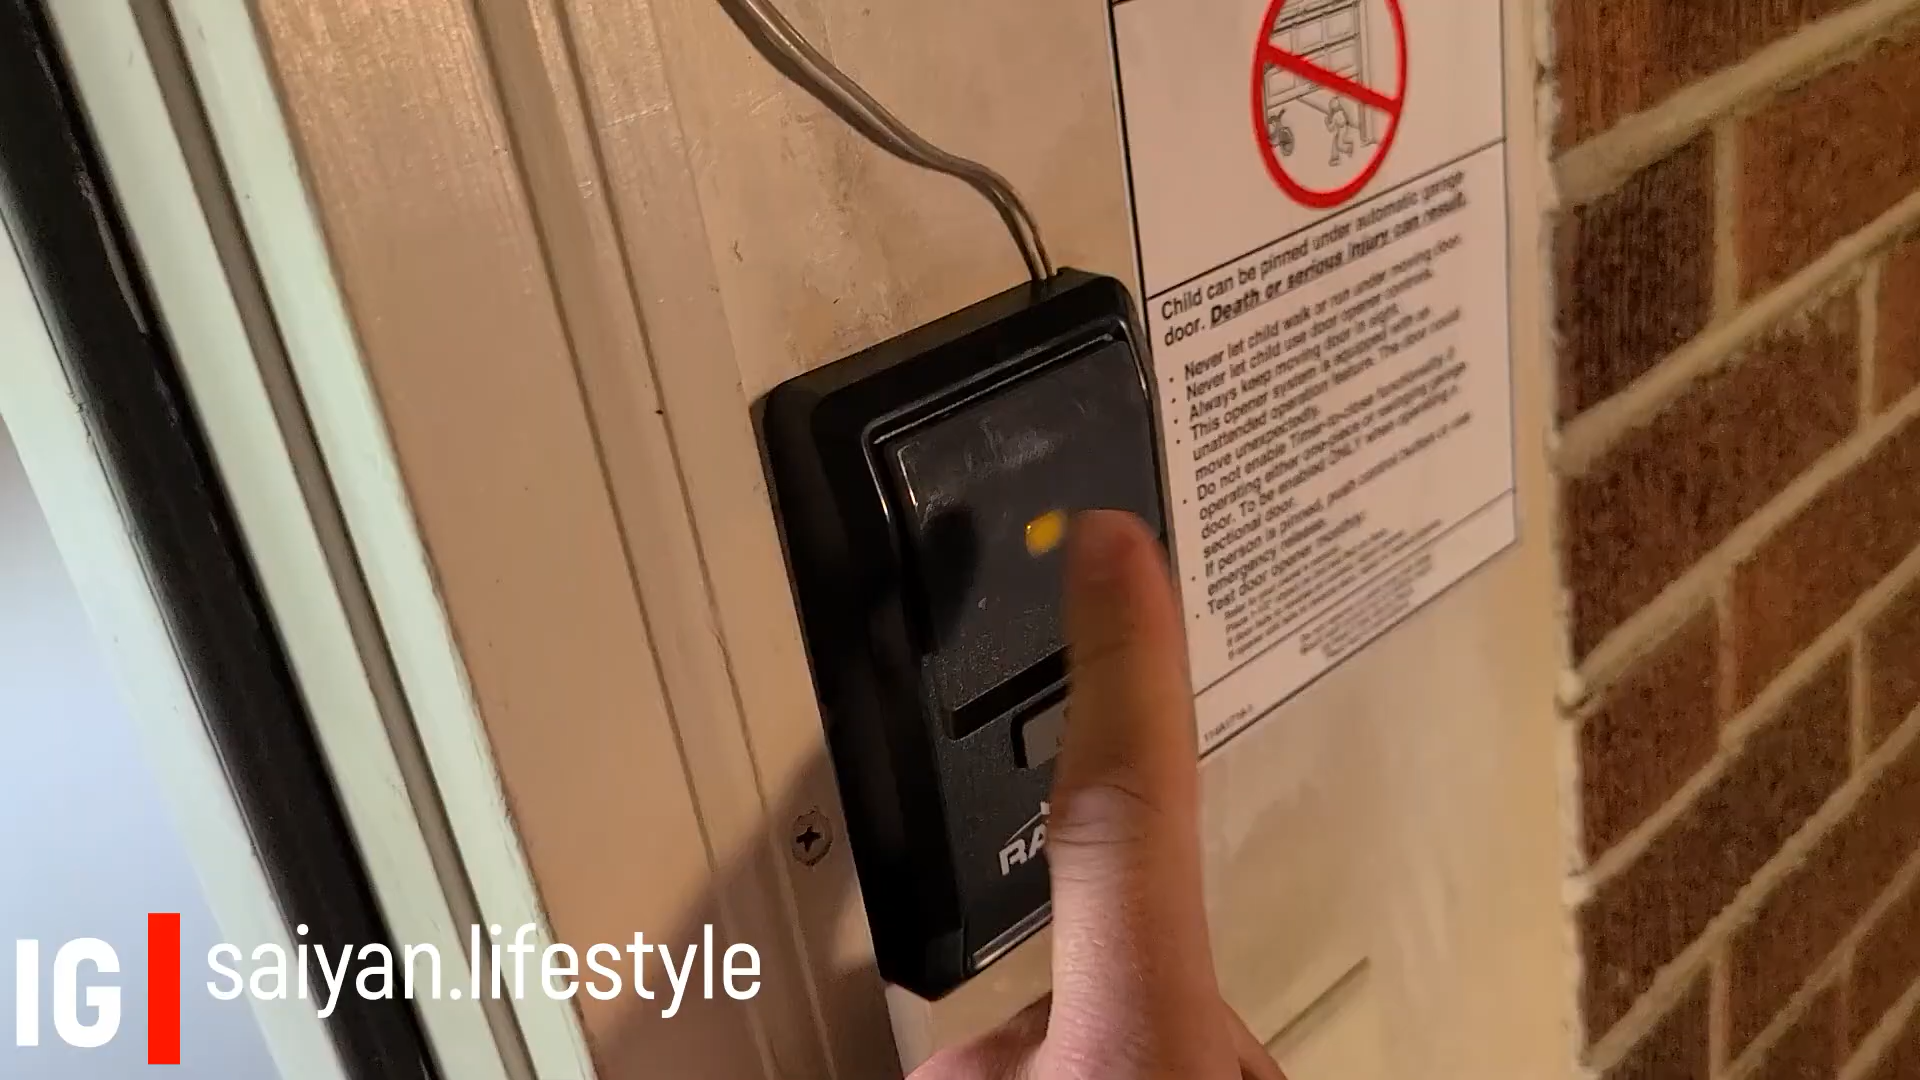 Child can be pinned under automatic garage
door. Death or serious injury can result.
• Never let child walk or run under moving door.
• Never let child use door opener controls.
• Always keep moving door in sight.
• This opener system is equipped with an
unattended operation feature. The door could
move unexpectedly.
• Do not enable Timer-to-close functionality if
operating either one-piece or swinging garage
door. To be enabled ONLY when operating a
sectional door.
• If person is pinned, push control button or use
emergency release.
• Test door opener monthly:
RA
IG
saiyan.lifestyle